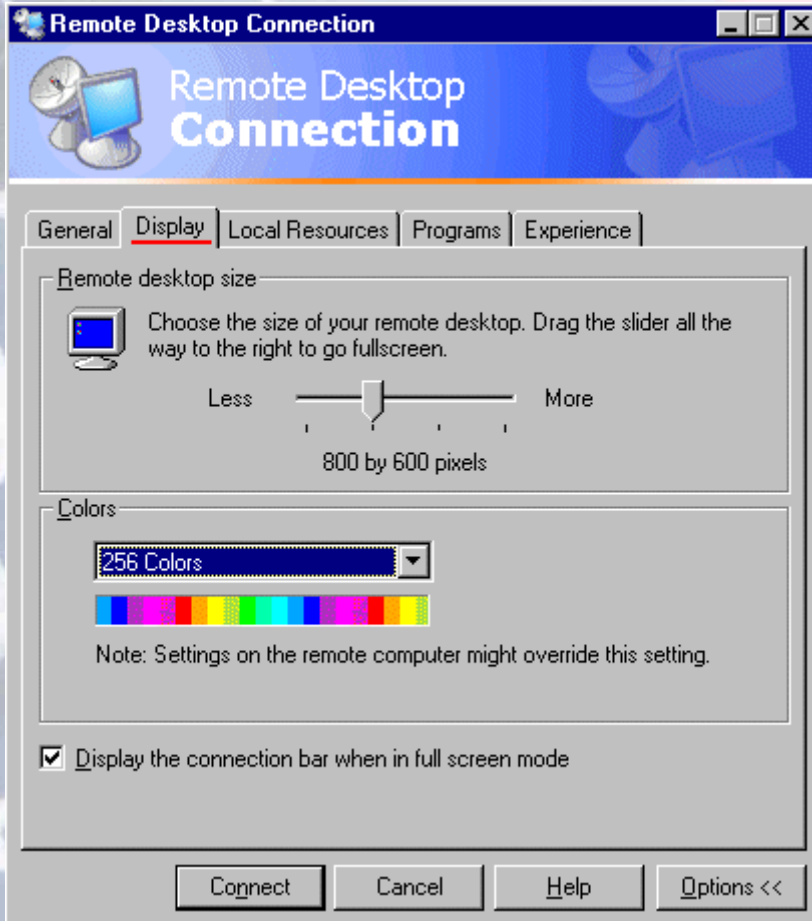 Remote Desktop Connection
Remote Desktop
Connection
General Display Local Resources Programs Experience
Remote desktop size
Choose the size of your remote desktop. Drag the slider all the
way to the right to go fullscreen.
Less More
800 by 600 pixels
Colors
256 Colors
Note: Settings on the remote computer might override this setting.
Display the connection bar when in full screen mode
Connect Cancel Help Options <<